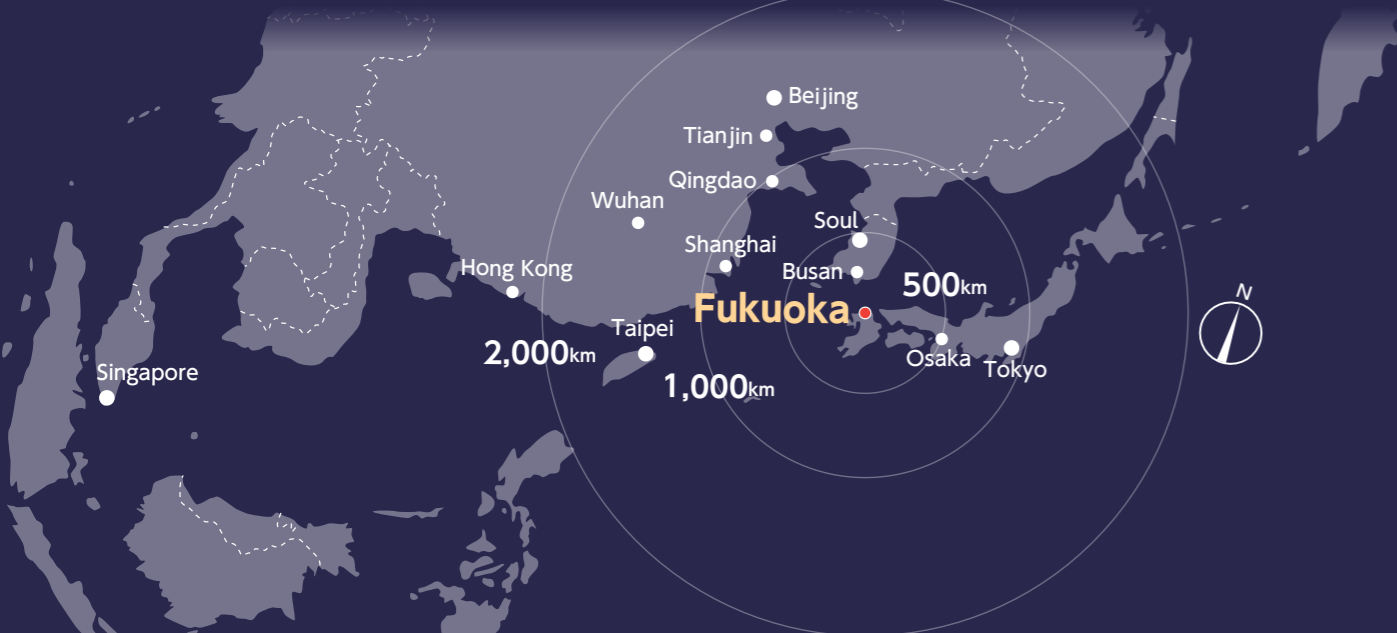 Beijing
Tianjin
Qingdao
Wuhan
Soul
Shanghai
Busan
Hong Kong
500km
N
Fukuoka
Taipei
2,000km
Osaka
Tokyo
Singapore
1,000km